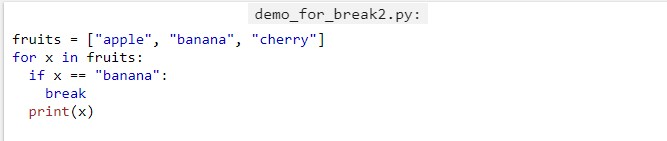 demo_for_break2.py:
fruits = ["apple", "banana", "cherry"]
for x in fruits:
  if x == "banana":
    break
  print(x)